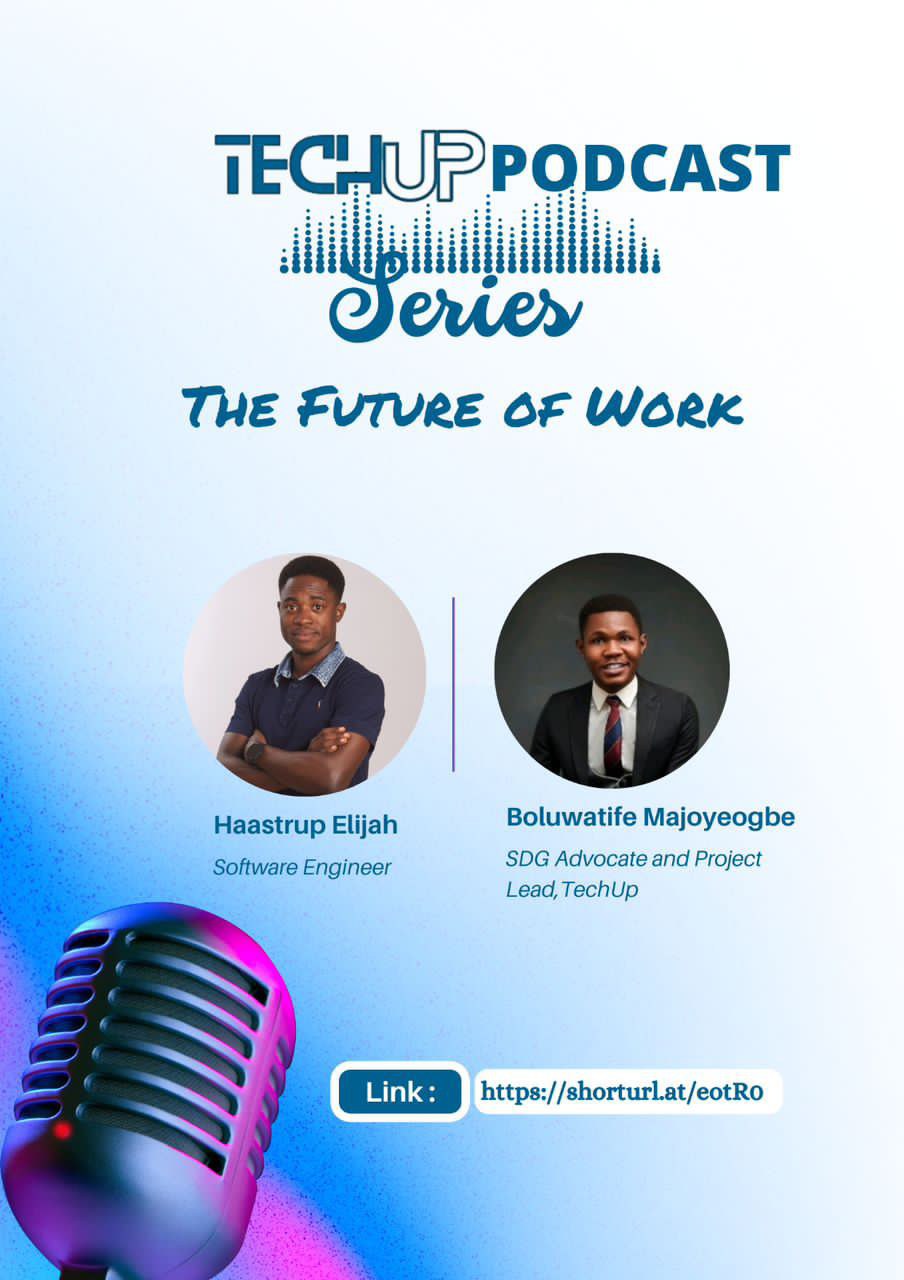 TECHUP PODCAST
Series
The Future of Work
Haastrup Elijah
Software Engineer
Boluwatife Majoyeogbe
SDG Advocate and Project
Lead,TechUp
Link :
https://shorturl.at/eotR0